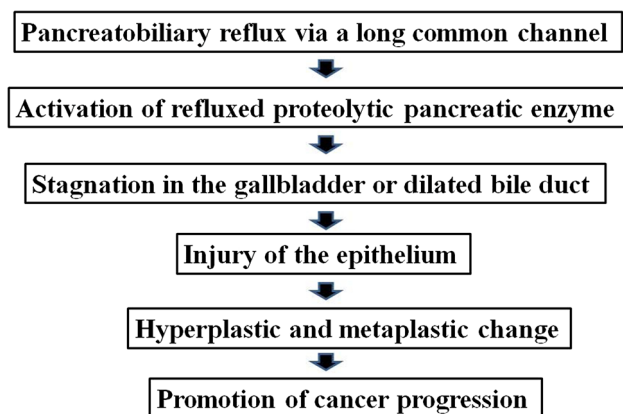 Pancreatobiliary reflux via a long common channel
Activation of refluxed proteolytic pancreatic enzyme
Stagnation in the gallbladder or dilated bile duct
Injury of the epithelium
Hyperplastic and metaplastic change
Promotion of cancer progression